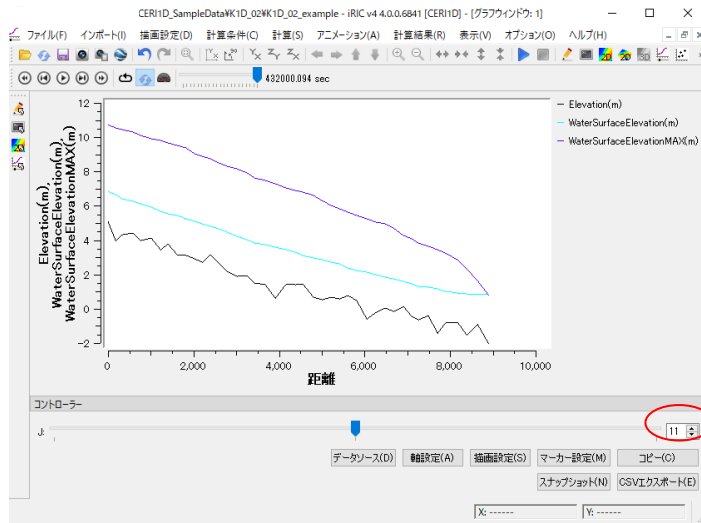 CERI1D_SampleData¥K1D_02¥K1D_02_example - iRIC v4 4.0.0.6841 [CERI1D] - [グラフウィンドウ: 1]
ファイル(F) インポート(I) 描画設定(D) 計算条件(C) 計算(S) アニメーション(A) 計算結果(R) 表示(V) オプション(O) ヘルプ(H)
432000.094 sec
Elevation(m),
WaterSurfaceElevation(m),
WaterSurfaceElevationMAX(m)
12
10
8
6
4
2
0
-2
0 2,000 4,000 6,000 8,000 10,000
距離
Elevation(m)
WaterSurfaceElevation(m)
WaterSurfaceElevationMAX(m)
コントローラー
J: 11
データソース(D) 軸設定(A) 描画設定(S) マーカー設定(M) コピー(C)
スナップショット(N) CSVエクスポート(E)
X: ------ Y: ------